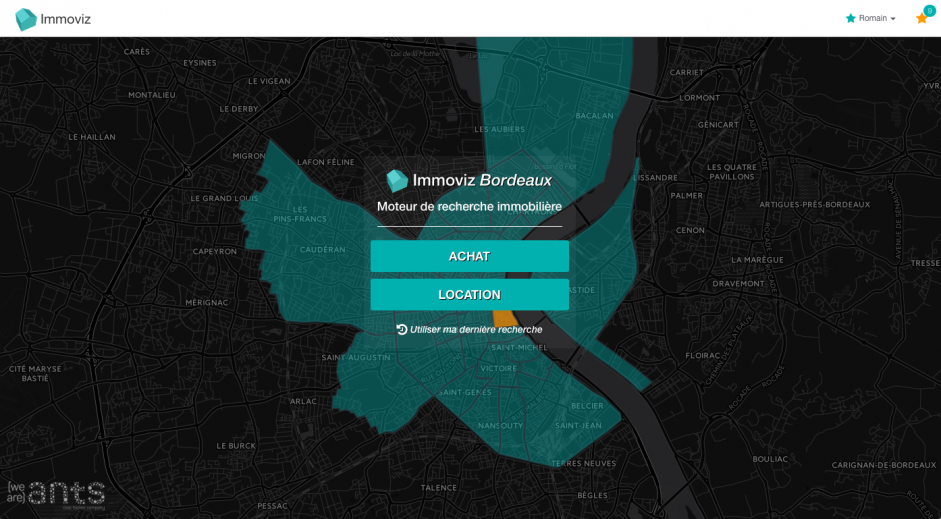 Immoviz
Romain
9
CARÈS
EYSINES
LE VIGEAN
MONTALIEU
LE DERBY
CARRIET
LORMONT
LES AUBIERS
BACALAN
GÉNICART
LE HAILLAN
MIGRON
LAFON FÉLINE
LISSANDRE
LES QUATRE
PAVILLONS
Immoviz Bordeaux
LE GRAND LOUIS
PALMER
ARTIGUES-PRÈS-BORDEAUX
LES
PINS-FRANCS
Moteur de recherche immobilière
CENON
CAPEYRON
CAUDÉRAN
ACHAT
LA MARÈGUE
TRESSE
DRAVEMONT
LOCATION
MÉRIGNAC
Utiliser ma dernière recherche
SAINT-MICHEL
SAINT-AUGUSTIN
FLOIRAC
CITÉ MARYSE
BASTIÉ
VICTOIRE
SAINT-GENÈS
ARLAC
BELCIER
NANSOUTY
SAINT-JEAN
LE BURCK
BOULIAC
TERRES NEUVES
CARIGNAN-DE-BORDEAUX
TALENCE
BÈGLES
PESSAC
{we
are}
ants
ROCADE
ROCADE